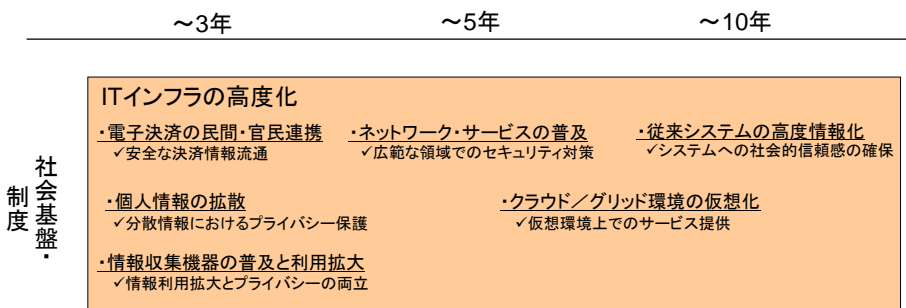 ～3年
～5年
～10年
社会基盤・
制度
ITインフラの高度化
・電子決済の民間・官民連携
✓安全な決済情報流通
・ネットワーク・サービスの普及
✓広範な領域でのセキュリティ対策
・従来システムの高度情報化
✓システムへの社会的信頼感の確保
・個人情報の拡散
✓分散情報におけるプライバシー保護
・クラウド／グリッド環境の仮想化
✓仮想環境上でのサービス提供
・情報収集機器の普及と利用拡大
✓情報利用拡大とプライバシーの両立